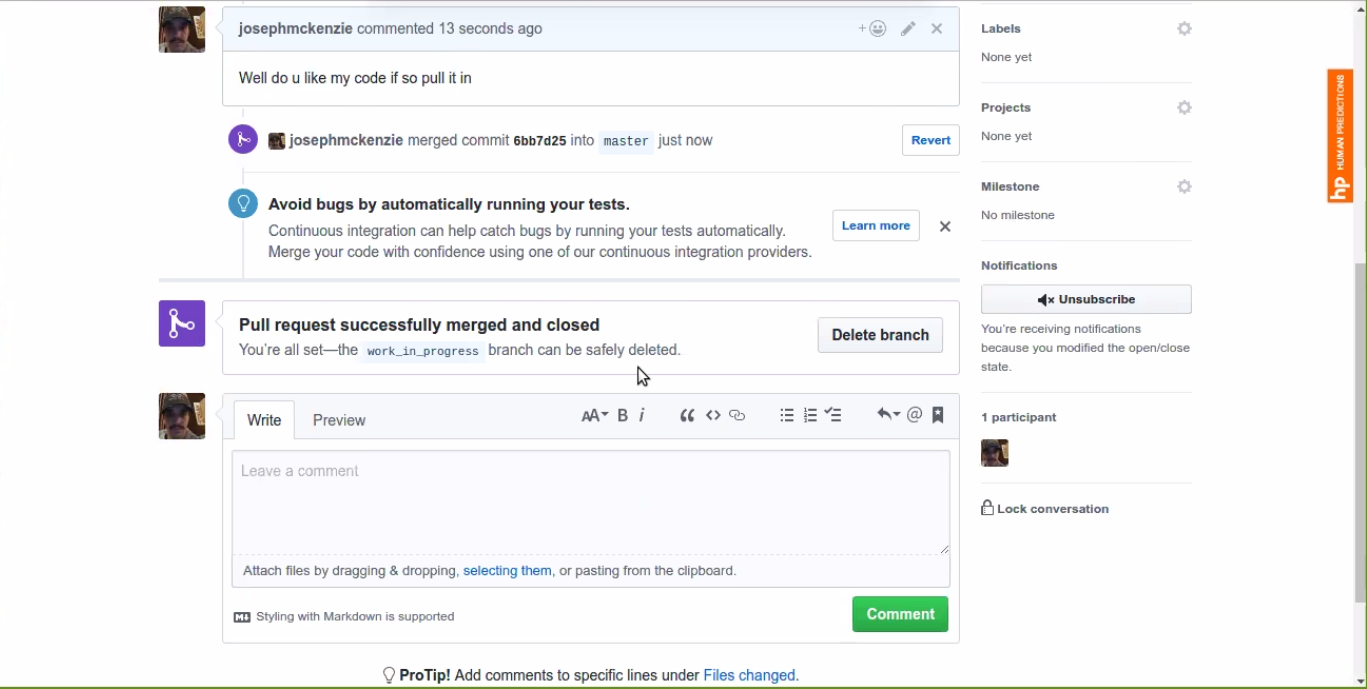 josephmckenzie commented 13 seconds ago
Well do u like my code if so pull it in
josephmckenzie merged commit 6bb7d25 into master just now
Revert
Avoid bugs by automatically running your tests.
Continuous integration can help catch bugs by running your tests automatically.
Merge your code with confidence using one of our continuous integration providers.
Learn more
Pull request successfully merged and closed
You're all set—the work_in_progress branch can be safely deleted.
Delete branch
Write
Preview
AA B i
Leave a comment
Attach files by dragging & dropping, selecting them, or pasting from the clipboard.
Styling with Markdown is supported
Comment
ProTip! Add comments to specific lines under Files changed.
Labels
None yet
Projects
None yet
Milestone
No milestone
Notifications
Unsubscribe
You're receiving notifications
because you modified the open/close
state.
1 participant
Lock conversation
hp HUMAN PREDICTIONS